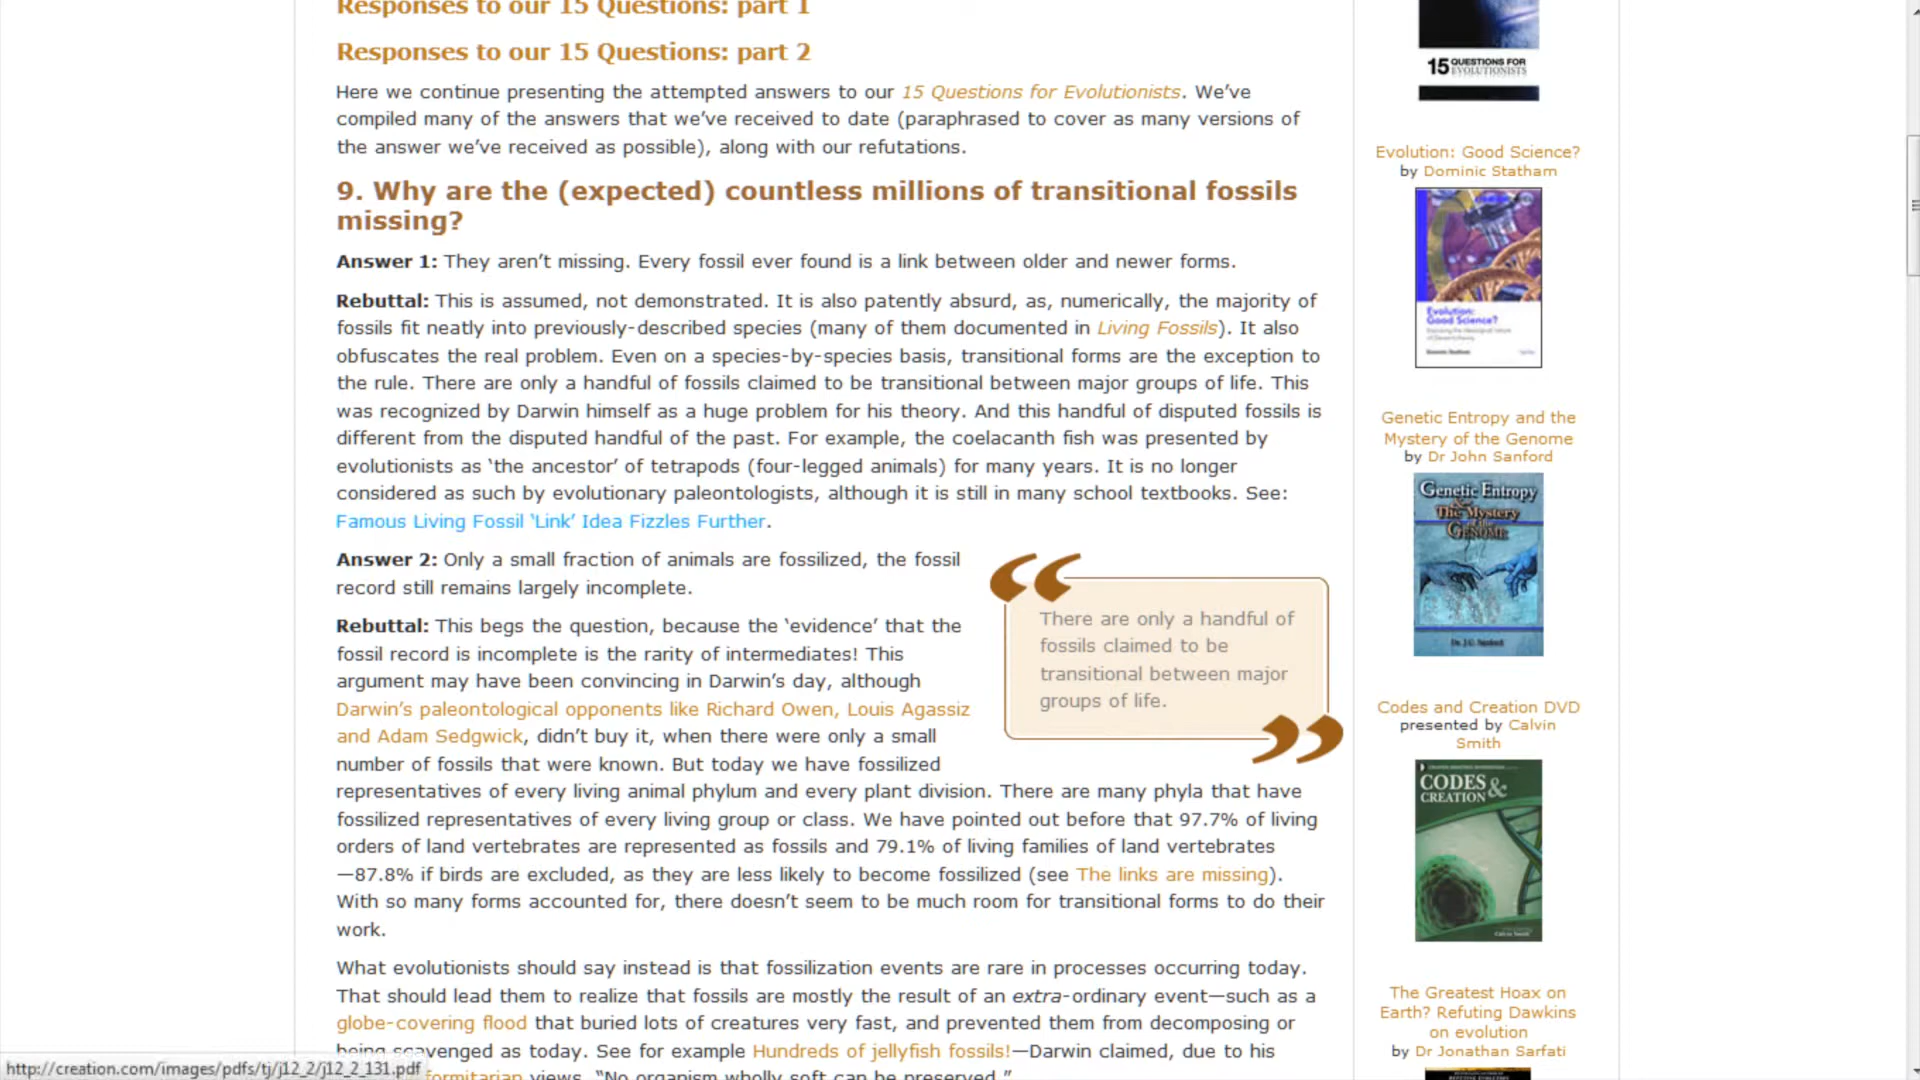 Responses to our 15 Questions: part 1
Responses to our 15 Questions: part 2
Here we continue presenting the attempted answers to our 15 Questions for Evolutionists. We’ve
compiled many of the answers that we’ve received to date (paraphrased to cover as many versions of
the answer we’ve received as possible), along with our refutations.
9. Why are the (expected) countless millions of transitional fossils
missing?
Answer 1: They aren’t missing. Every fossil ever found is a link between older and newer forms.
Rebuttal: This is assumed, not demonstrated. It is also patently absurd, as, numerically, the majority of
fossils fit neatly into previously-described species (many of them documented in Living Fossils). It also
obfuscates the real problem. Even on a species-by-species basis, transitional forms are the exception to
the rule. There are only a handful of fossils claimed to be transitional between major groups of life. This
was recognized by Darwin himself as a huge problem for his theory. And this handful of disputed fossils is
different from the disputed handful of the past. For example, the coelacanth fish was presented by
evolutionists as ‘the ancestor’ of tetrapods (four-legged animals) for many years. It is no longer
considered as such by evolutionary paleontologists, although it is still in many school textbooks. See:
Famous Living Fossil ‘Link’ Idea Fizzles Further.
Answer 2: Only a small fraction of animals are fossilized, the fossil
record still remains largely incomplete.
Rebuttal: This begs the question, because the ‘evidence’ that the
fossil record is incomplete is the rarity of intermediates! This
argument may have been convincing in Darwin’s day, although
Darwin’s paleontological opponents like Richard Owen, Louis Agassiz
and Adam Sedgwick, didn’t buy it, when there were only a small
number of fossils that were known. But today we have fossilized
representatives of every living animal phylum and every plant division. There are many phyla that have
fossilized representatives of every living group or class. We have pointed out before that 97.7% of living
orders of land vertebrates are represented as fossils and 79.1% of living families of land vertebrates
—87.8% if birds are excluded, as they are less likely to become fossilized (see The links are missing).
With so many forms accounted for, there doesn’t seem to be much room for transitional forms to do their
work.
What evolutionists should say instead is that fossilization events are rare in processes occurring today.
That should lead them to realize that fossils are mostly the result of an extra-ordinary event—such as a
globe-covering flood that buried lots of creatures very fast, and prevented them from decomposing or
being scavenged as today. See for example Hundreds of jellyfish fossils!—Darwin claimed, due to his
formitarian views, “No organism wholly soft can be preserved.”
There are only a handful of
fossils claimed to be
transitional between major
groups of life.
http://creation.com/images/pdfs/tj/j12_2/j12_2_131.pdf
15 QUESTIONS FOR
EVOLUTIONISTS
Evolution: Good Science?
by Dominic Statham
Evolution:
Good Science?
Genetic Entropy and the
Mystery of the Genome
by Dr John Sanford
Genetic Entropy
& The Mystery
of the GENOME
Codes and Creation DVD
presented by Calvin
Smith
CODES &
CREATION
The Greatest Hoax on
Earth? Refuting Dawkins
on evolution
by Dr Jonathan Sarfati